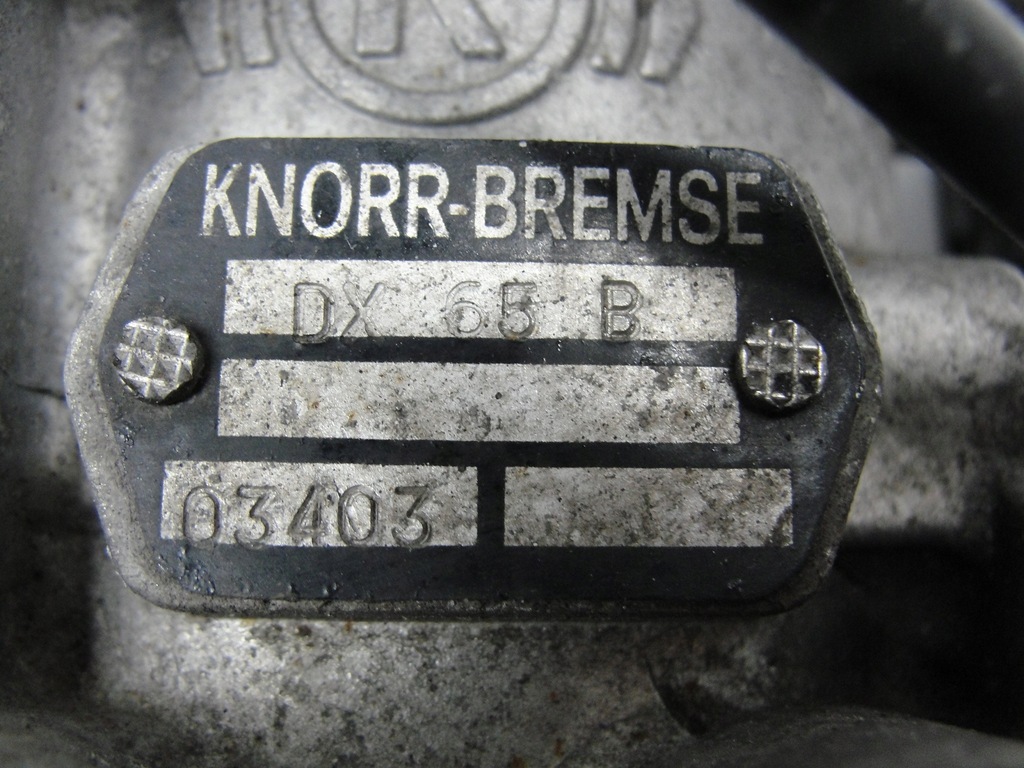 K
KNORR-BREMSE
DX 65 B
03403